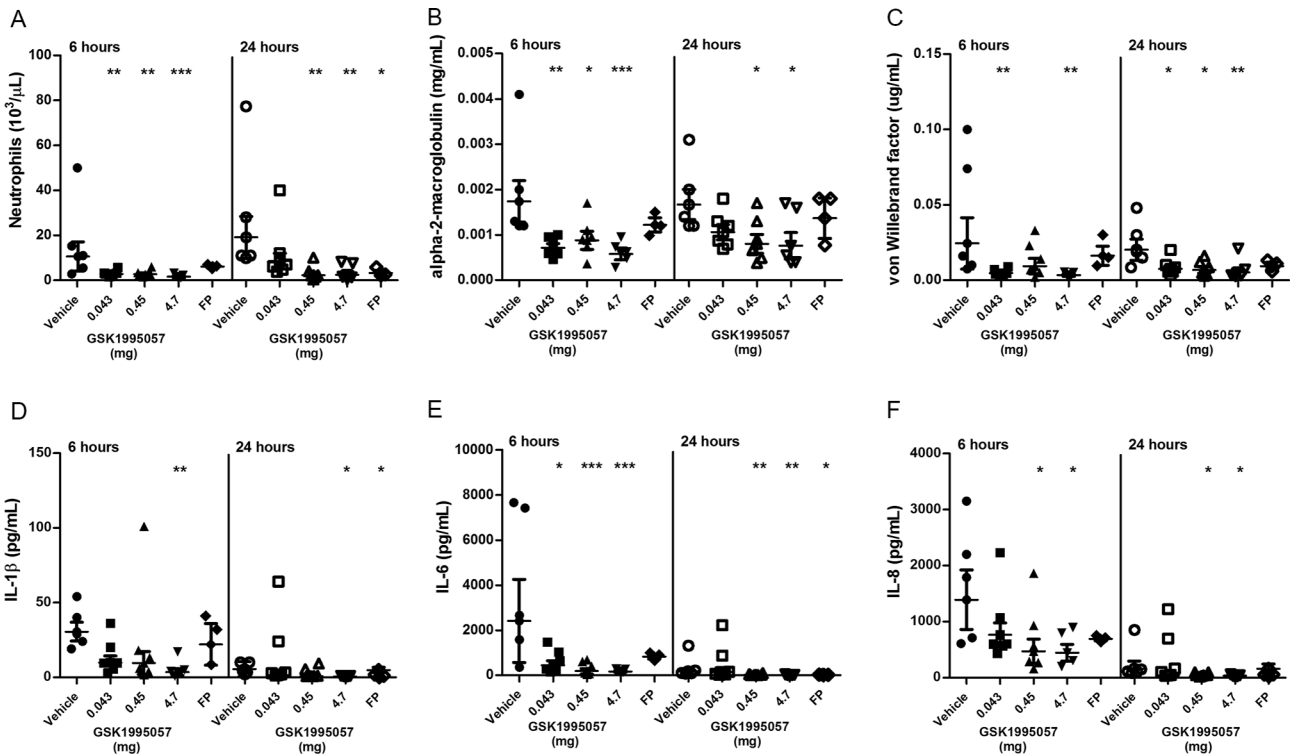 A
6 hours
24 hours
** ** *** ** ** *
Neutrophils (10³/μL)
100
80
60
40
20
0
Vehicle 0.043 0.45 4.7 FP Vehicle 0.043 0.45 4.7 FP
GSK1995057 GSK1995057
(mg) (mg)
B
6 hours
24 hours
** * *** * *
alpha-2-macroglobulin (mg/mL)
0.005
0.004
0.003
0.002
0.001
0.000
Vehicle 0.043 0.45 4.7 FP Vehicle 0.043 0.45 4.7 FP
GSK1995057 GSK1995057
(mg) (mg)
C
6 hours
24 hours
** ** * * **
von Willebrand factor (ug/mL)
0.15
0.10
0.05
0.00
Vehicle 0.043 0.45 4.7 FP Vehicle 0.043 0.45 4.7 FP
GSK1995057 GSK1995057
(mg) (mg)
D
6 hours
24 hours
** * *
IL-1β (pg/mL)
150
100
50
0
Vehicle 0.043 0.45 4.7 FP Vehicle 0.043 0.45 4.7 FP
GSK1995057 GSK1995057
(mg) (mg)
E
6 hours
24 hours
* *** *** ** ** *
IL-6 (pg/mL)
10000
8000
6000
4000
2000
0
Vehicle 0.043 0.45 4.7 FP Vehicle 0.043 0.45 4.7 FP
GSK1995057 GSK1995057
(mg) (mg)
F
6 hours
24 hours
* * * *
IL-8 (pg/mL)
4000
3000
2000
1000
0
Vehicle 0.043 0.45 4.7 FP Vehicle 0.043 0.45 4.7 FP
GSK1995057 GSK1995057
(mg) (mg)